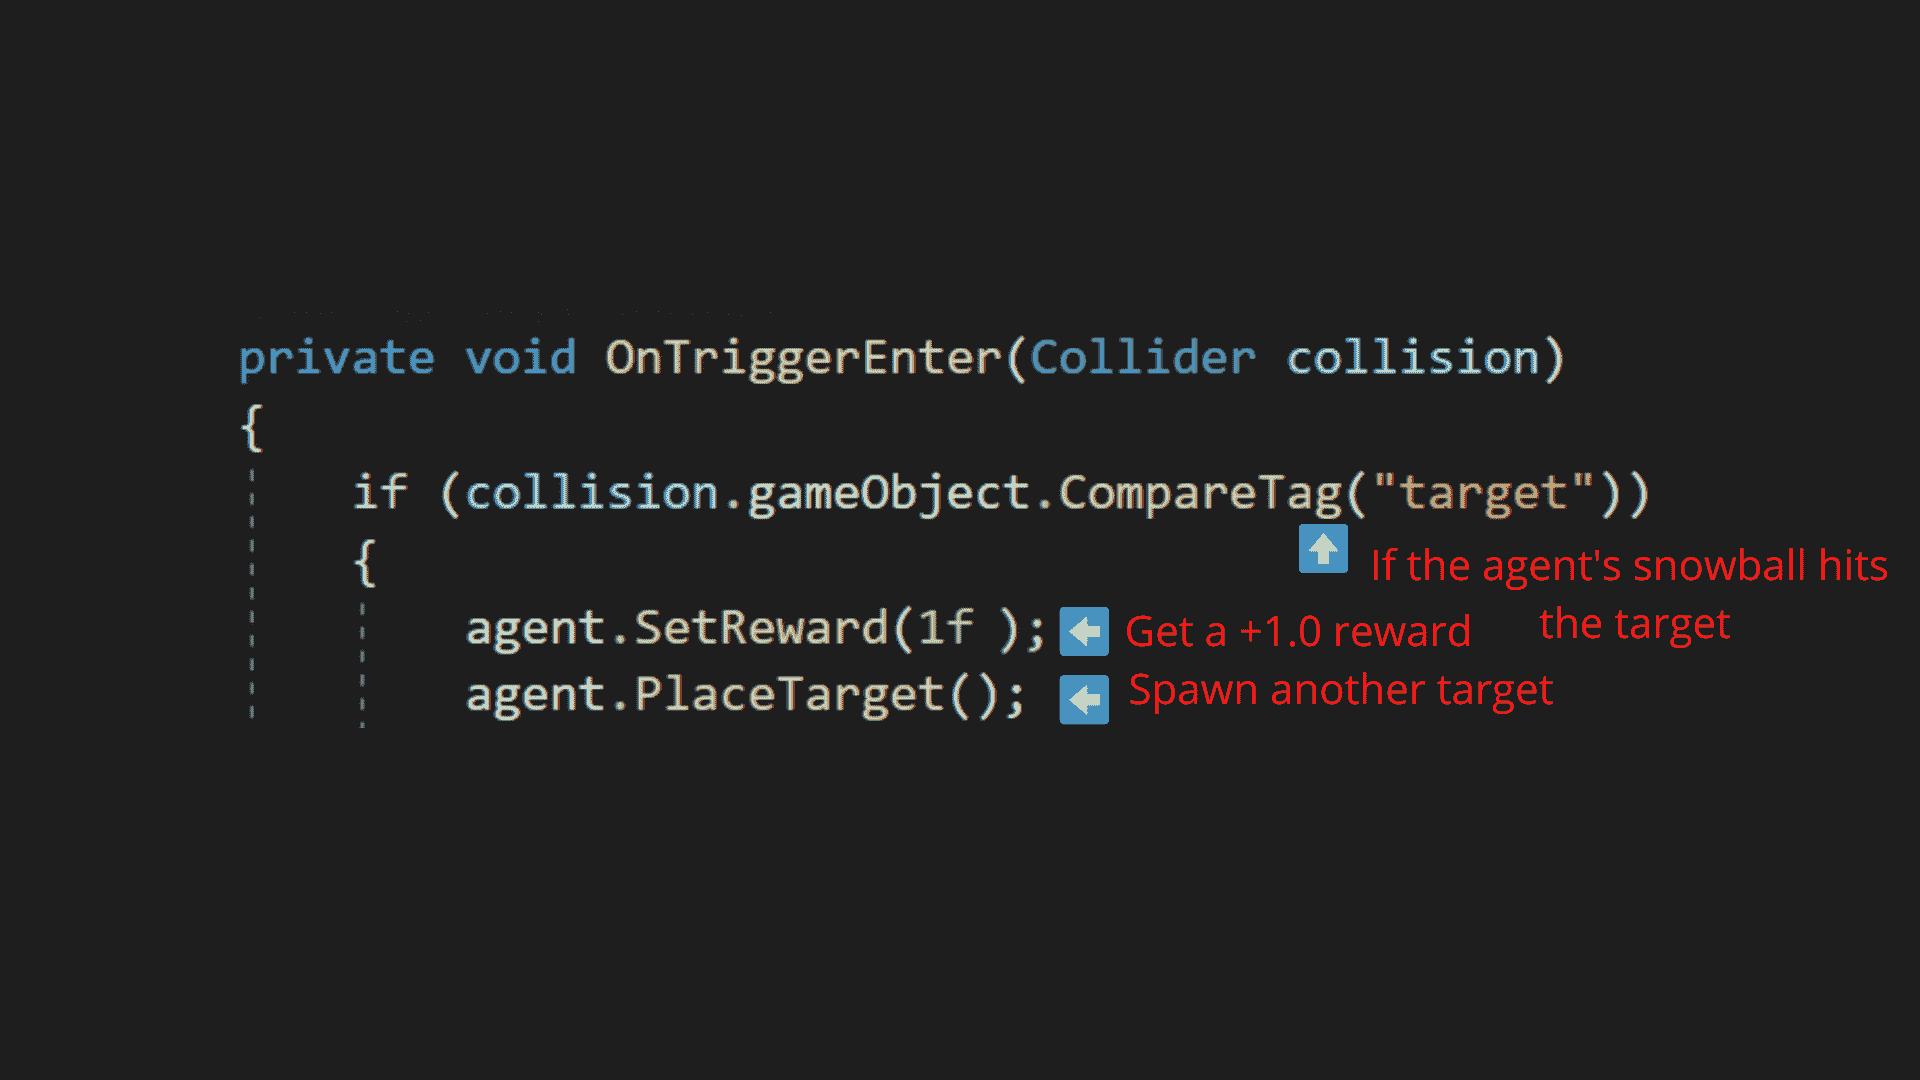 private void OnTriggerEnter(Collider collision)
{
if (collision.gameObject.CompareTag("target"))
{
If the agent's snowball hits
the target
agent.SetReward(1f );
Get a +1.0 reward
agent.PlaceTarget();
Spawn another target